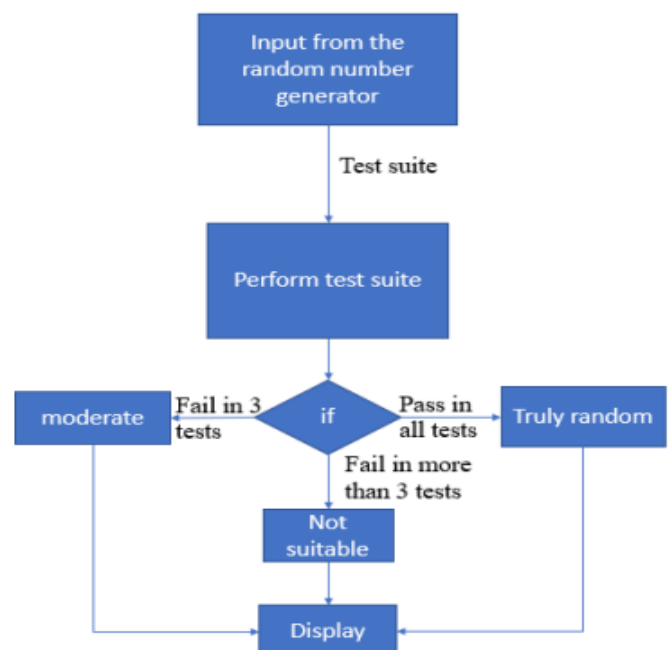 Input from the
random number
generator
Test suite
Perform test suite
moderate
Fail in 3
tests
if
Pass in
all tests
Truly random
Fail in more
than 3 tests
Not
suitable
Display